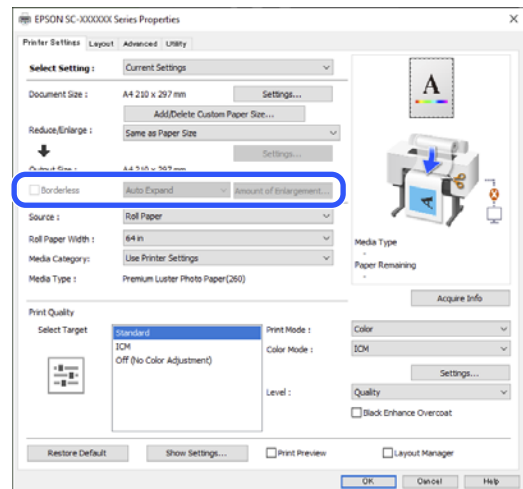 EPSON SC-XXXXXX Series Properties
Printer Settings Layout Advanced Utility
Select Setting : Current Settings
Document Size : A4 210 x 297 mm Settings...
Add/Delete Custom Paper Size...
Reduce/Enlarge : Same as Paper Size
Settings...
Output Size : A4 210 x 297 mm
Borderless Auto Expand Amount of Enlargement...
Source : Roll Paper
Roll Paper Width : 64 in
Media Category: Use Printer Settings
Media Type : Premium Luster Photo Paper(260)
A
Media Type
-
Paper Remaining
-
Acquire Info
Print Quality
Select Target
Standard
ICM
Off (No Color Adjustment)
Print Mode : Color
Color Mode : ICM
Settings...
Level : Quality
Black Enhance Overcoat
Restore Default Show Settings... Print Preview Layout Manager
OK Cancel Help